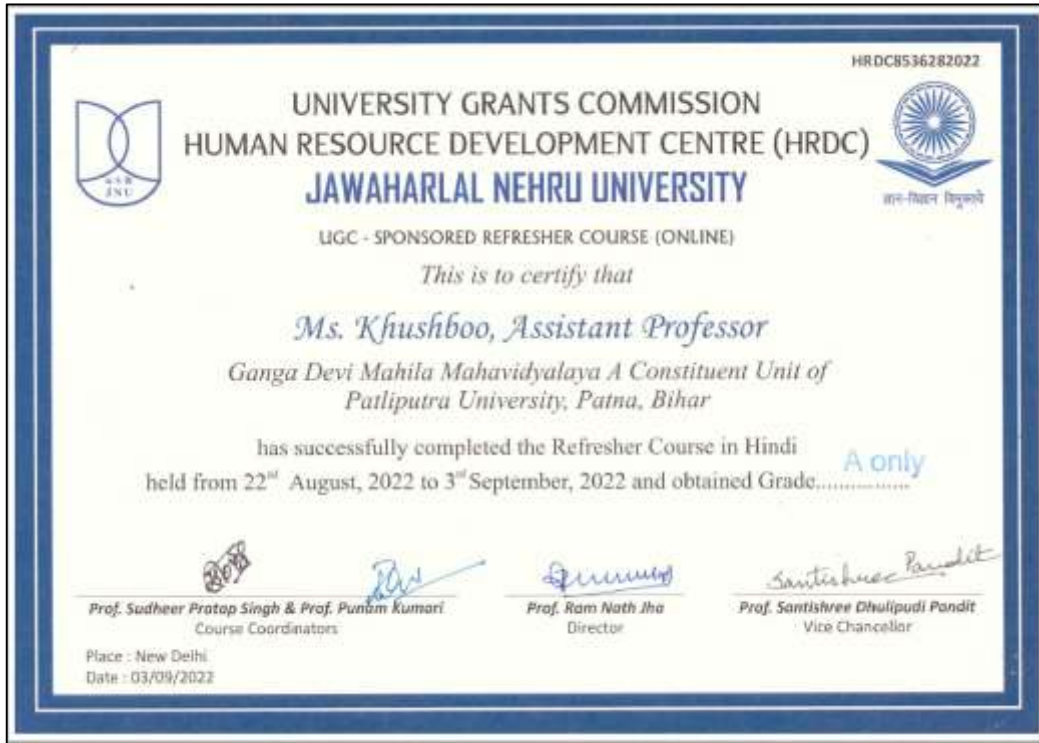 HRDC8536282022
UNIVERSITY GRANTS COMMISSION
HUMAN RESOURCE DEVELOPMENT CENTRE (HRDC)
JAWAHARLAL NEHRU UNIVERSITY
JNU
ज्ञान-विज्ञान विमुक्तये
UGC - SPONSORED REFRESHER COURSE (ONLINE)
This is to certify that
Ms. Khushboo, Assistant Professor
Ganga Devi Mahila Mahavidyalaya A Constituent Unit of
Patliputra University, Patna, Bihar
has successfully completed the Refresher Course in Hindi
held from 22nd August, 2022 to 3rd September, 2022 and obtained Grade................ A only
Santishree Pandit
Prof. Sudheer Pratap Singh & Prof. Punam Kumari
Course Coordinators
Prof. Ram Nath Jha
Director
Prof. Santishree Dhulipudi Pandit
Vice Chancellor
Place : New Delhi
Date : 03/09/2022